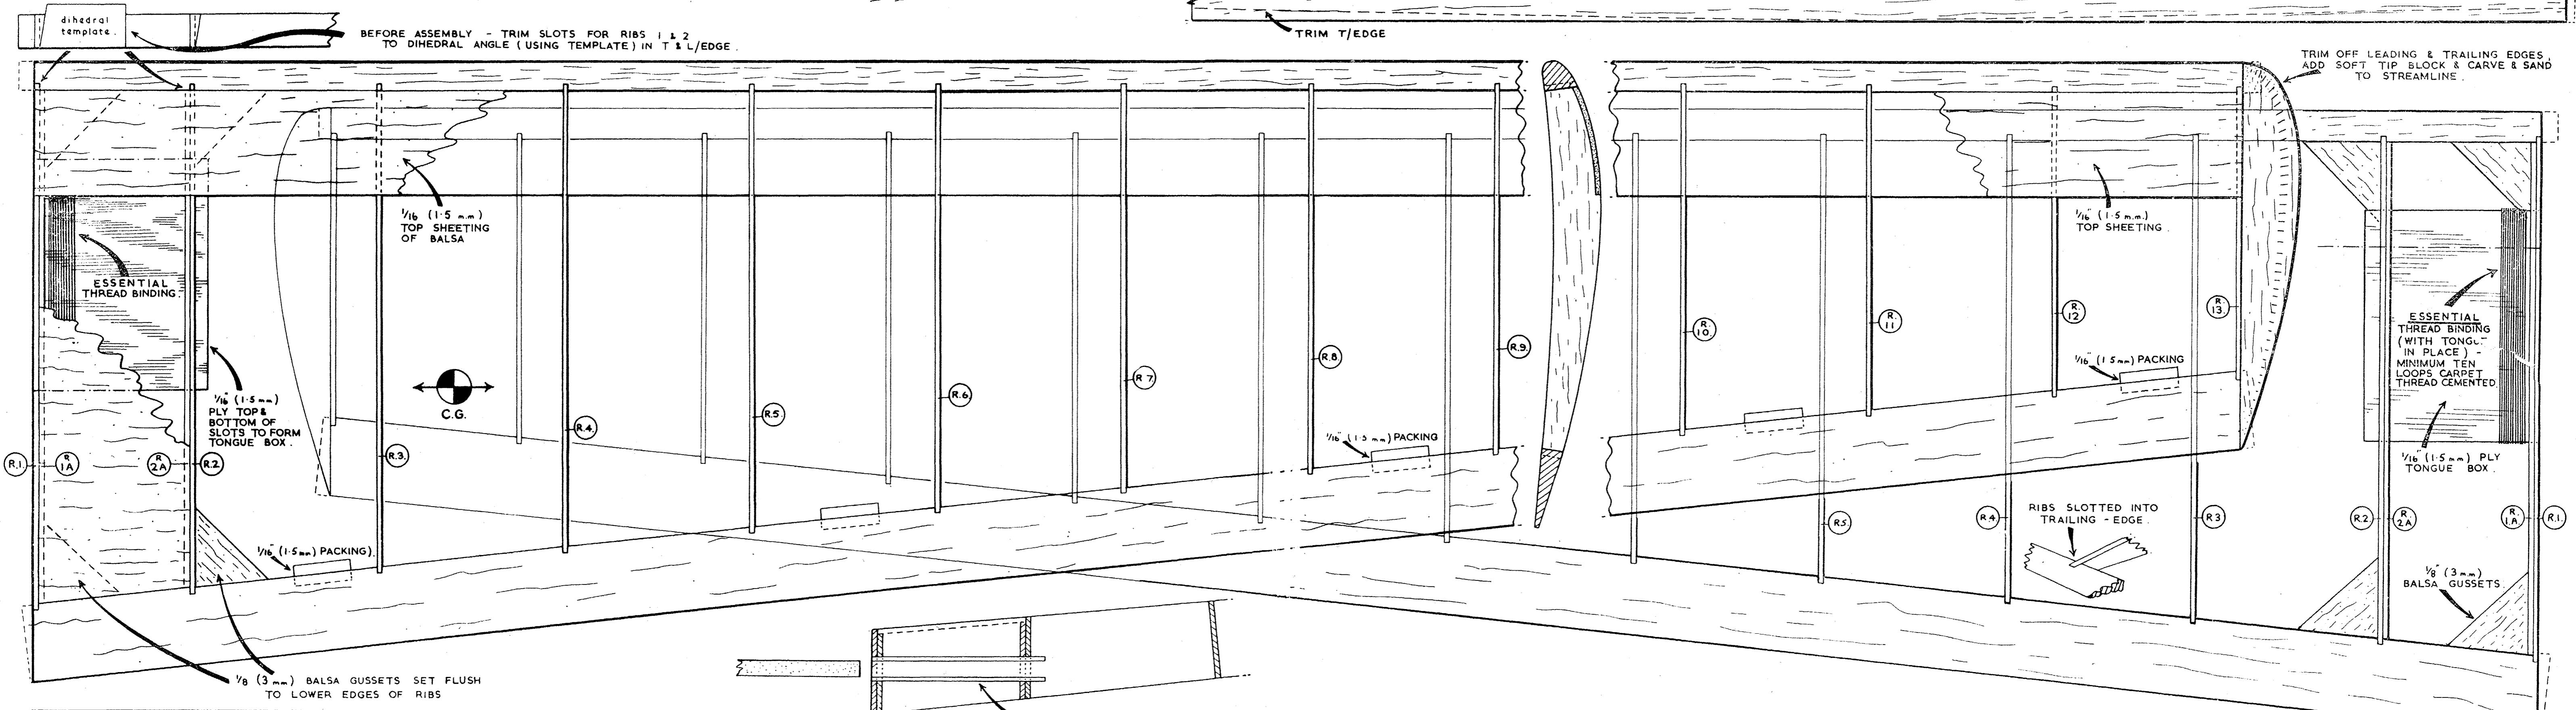 dihedral
template.
BEFORE ASSEMBLY - TRIM SLOTS FOR RIBS 1 & 2
TO DIHEDRAL ANGLE (USING TEMPLATE) IN T & L/EDGE.
TRIM T/EDGE
TRIM OFF LEADING & TRAILING EDGES,
ADD SOFT TIP BLOCK & CARVE & SAND
TO STREAMLINE.
1/16 (1·5 m.m)
TOP SHEETING
OF BALSA
1/16" (1·5 m.m.)
TOP SHEETING.
ESSENTIAL
THREAD BINDING.
ESSENTIAL
THREAD BINDING
(WITH TONGUE
IN PLACE) -
MINIMUM TEN
LOOPS CARPET
THREAD CEMENTED.
1/16" (1·5 mm)
PLY TOP &
BOTTOM OF
SLOTS TO FORM
TONGUE BOX.
C.G.
R.1.
R
1A
R
2A
R.2
R.3.
R.4.
R.5.
R.6.
R 7.
R.8
R.9.
R.
10.
R.
11
R.
12
R.
13.
1/16" (1·5 mm) PACKING
1/16" (1·5 mm) PACKING
1/16" (1·5 mm) PACKING).
1/16" (1·5 mm) PLY
TONGUE BOX.
RIBS SLOTTED INTO
TRAILING - EDGE.
R.5
R.4
R.3
R.2
R
2A
R.
1.A
R.1.
1/8" (3 mm)
BALSA GUSSETS.
1/8 (3 mm) BALSA GUSSETS SET FLUSH
TO LOWER EDGES OF RIBS